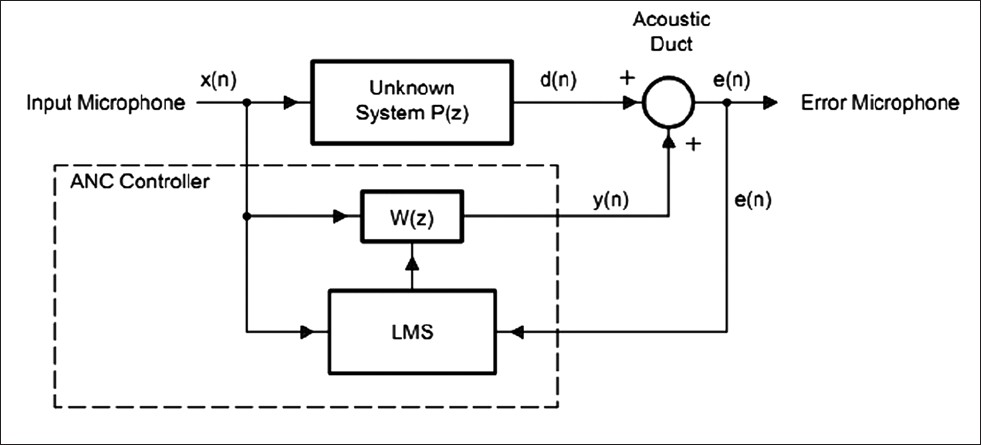 Acoustic
Duct
x(n)
Unknown
System P(z)
d(n)
+
e(n)
Input Microphone
Error Microphone
+
ANC Controller
W(z)
y(n)
e(n)
LMS